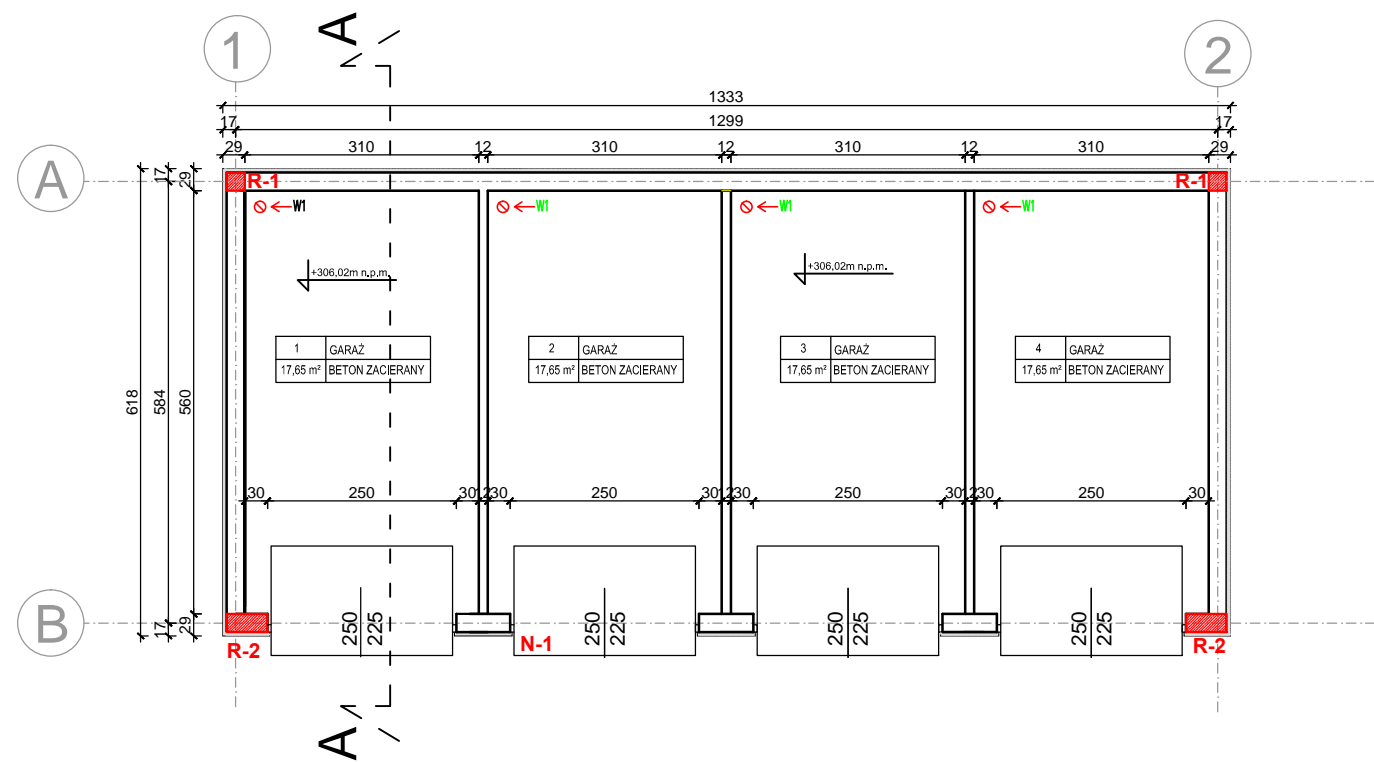 1
A
2
1333
17
1299
17
29
310
12
310
12
310
12
310
29
A
17
29
R-1
R-1
W1
W1
W1
W1
+306,02m n.p.m.
+306,02m n.p.m.
1 GARAŻ
17,65 m² BETON ZACIERANY
2 GARAŻ
17,65 m² BETON ZACIERANY
3 GARAŻ
17,65 m² BETON ZACIERANY
4 GARAŻ
17,65 m² BETON ZACIERANY
618
584
560
30
250
30
12
30
250
30
12
30
250
30
12
30
250
30
B
17
29
250
225
250
225
250
225
250
225
R-2
N-1
R-2
A